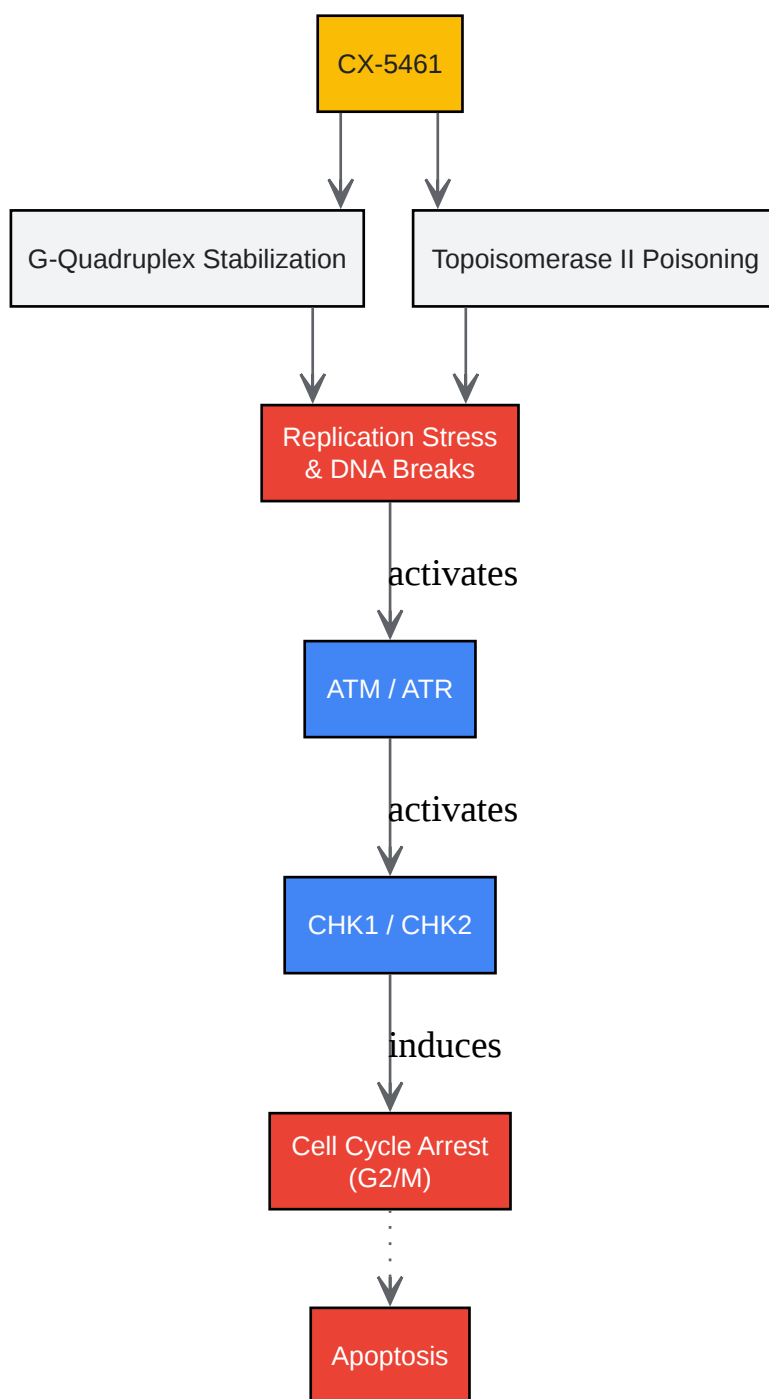 CX-5461
G-Quadruplex Stabilization
Topoisomerase II Poisoning
Replication Stress
& DNA Breaks
activates
ATM / ATR
activates
CHK1 / CHK2
induces
Cell Cycle Arrest
(G2/M)
Apoptosis